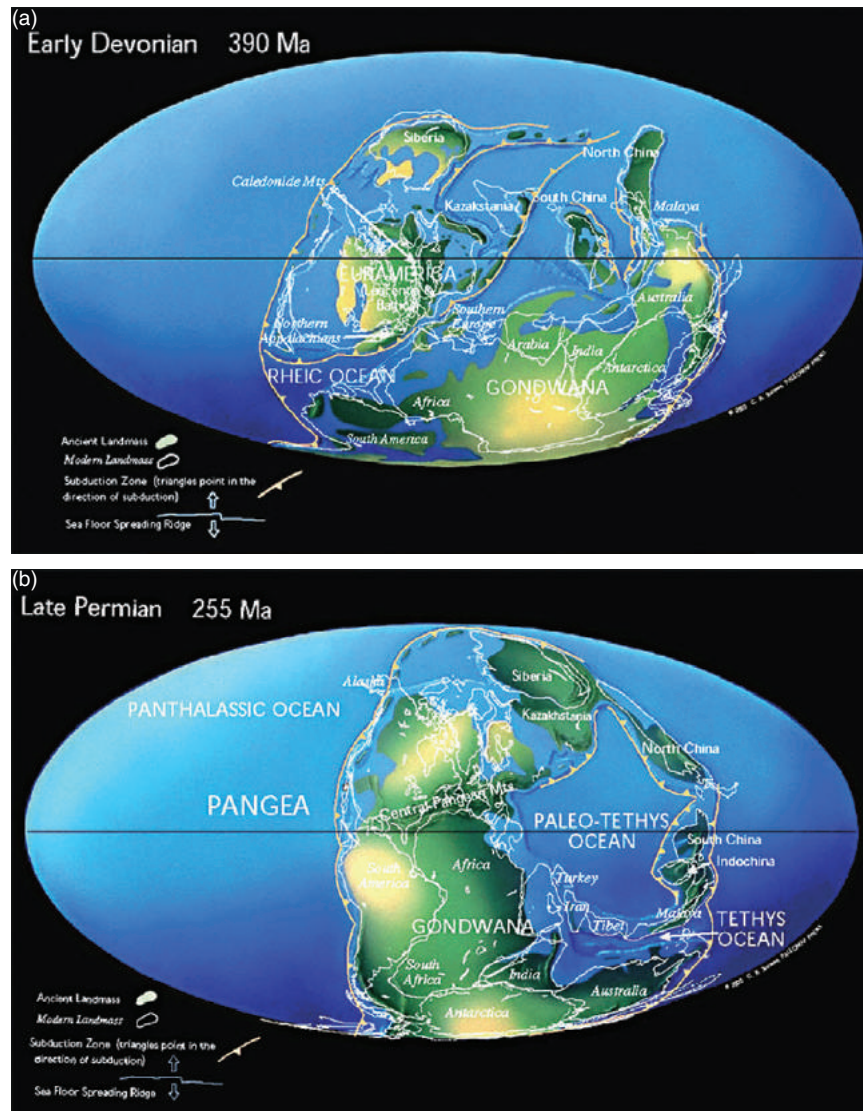 (a)
Early Devonian 390 Ma
Siberia
North China
Caledonide Mts
Kazakstania
South China
Malaya
EURAMERICA
Australia
Northern
Appalachians
Southern
Europe
Arabia
India
Antarctica
RHEIC OCEAN
GONDWANA
Africa
South America
Ancient Landmass
Modern Landmass
Subduction Zone (triangles point in the
direction of subduction)
Sea Floor Spreading Ridge
(b)
Late Permian 255 Ma
Alaska
Siberia
PANTHALASSIC OCEAN
Kazakhstania
North China
PANGEA
Central Pangean Mts
PALEO-TETHYS
OCEAN
South China
Indochina
South
America
Africa
Turkey
Iran
Tibet
Malaya
GONDWANA
TETHYS
OCEAN
South
Africa
India
Australia
Antarctica
Ancient Landmass
Modern Landmass
Subduction Zone (triangles point in the
direction of subduction)
Sea Floor Spreading Ridge